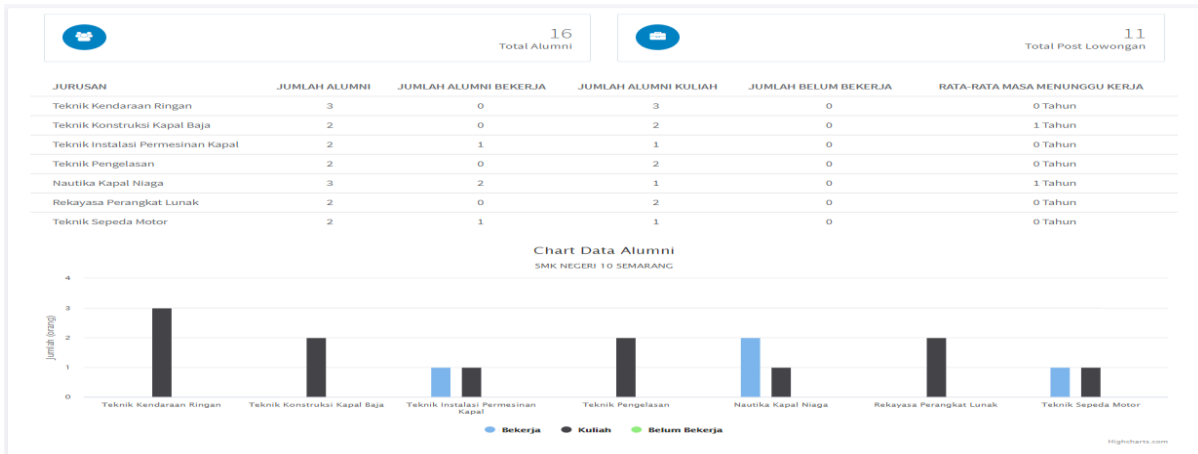 16
Total Alumni
11
Total Post Lowongan
JURUSAN JUMLAH ALUMNI JUMLAH ALUMNI BEKERJA JUMLAH ALUMNI KULIAH JUMLAH BELUM BEKERJA RATA-RATA MASA MENUNGGU KERJA
Teknik Kendaraan Ringan 3 0 3 0 0 Tahun
Teknik Konstruksi Kapal Baja 2 0 2 0 1 Tahun
Teknik Instalasi Permesinan Kapal 2 1 1 0 0 Tahun
Teknik Pengelasan 2 0 2 0 0 Tahun
Nautika Kapal Niaga 3 2 1 0 1 Tahun
Rekayasa Perangkat Lunak 2 0 2 0 0 Tahun
Teknik Sepeda Motor 2 1 1 0 0 Tahun
Chart Data Alumni
SMK NEGERI 10 SEMARANG
Jumlah (orang)
4
3
2
1
0
Teknik Kendaraan Ringan
Teknik Konstruksi Kapal Baja
Teknik Instalasi Permesinan
Kapal
Teknik Pengelasan
Nautika Kapal Niaga
Rekayasa Perangkat Lunak
Teknik Sepeda Motor
Bekerja Kuliah Belum Bekerja
Highcharts.com